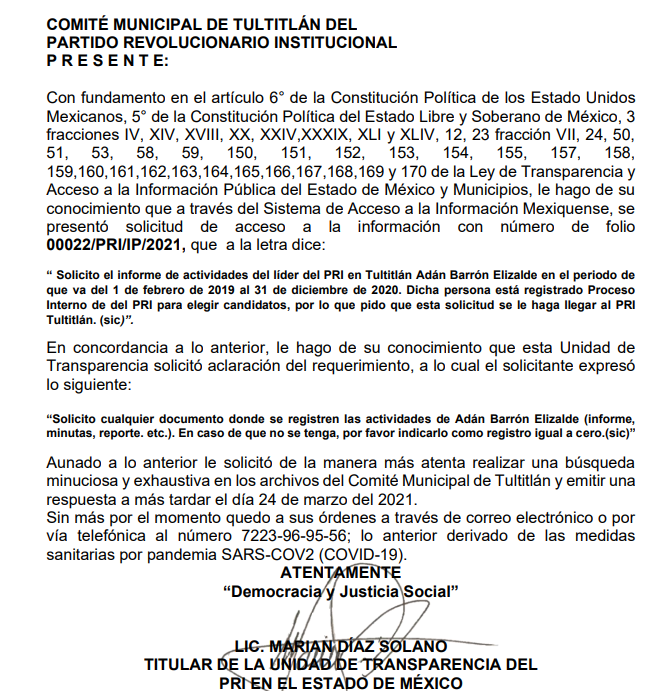 COMITÉ MUNICIPAL DE TULTITLÁN DEL
PARTIDO REVOLUCIONARIO INSTITUCIONAL
P R E S E N T E:
Con fundamento en el artículo 6° de la Constitución Política de los Estado Unidos
Mexicanos, 5° de la Constitución Política del Estado Libre y Soberano de México, 3
fracciones IV, XIV, XVIII, XX, XXIV,XXXIX, XLI y XLIV, 12, 23 fracción VII, 24, 50,
51, 53, 58, 59, 150, 151, 152, 153, 154, 155, 157, 158,
159,160,161,162,163,164,165,166,167,168,169 y 170 de la Ley de Transparencia y
Acceso a la Información Pública del Estado de México y Municipios, le hago de su
conocimiento que a través del Sistema de Acceso a la Información Mexiquense, se
presentó solicitud de acceso a la información con número de folio
00022/PRI/IP/2021, que a la letra dice:
“ Solicito el informe de actividades del líder del PRI en Tultitlán Adán Barrón Elizalde en el periodo de
que va del 1 de febrero de 2019 al 31 de diciembre de 2020. Dicha persona está registrado Proceso
Interno de del PRI para elegir candidatos, por lo que pido que esta solicitud se le haga llegar al PRI
Tultitlán. (sic)”.
En concordancia a lo anterior, le hago de su conocimiento que esta Unidad de
Transparencia solicitó aclaración del requerimiento, a lo cual el solicitante expresó
lo siguiente:
“Solicito cualquier documento donde se registren las actividades de Adán Barrón Elizalde (informe,
minutas, reporte. etc.). En caso de que no se tenga, por favor indicarlo como registro igual a cero.(sic)”
Aunado a lo anterior le solicitó de la manera más atenta realizar una búsqueda
minuciosa y exhaustiva en los archivos del Comité Municipal de Tultitlán y emitir una
respuesta a más tardar el día 24 de marzo del 2021.
Sin más por el momento quedo a sus órdenes a través de correo electrónico o por
vía telefónica al número 7223-96-95-56; lo anterior derivado de las medidas
sanitarias por pandemia SARS-COV2 (COVID-19).
ATENTAMENTE
“Democracia y Justicia Social”
LIC. MARIAN DÍAZ SOLANO
TITULAR DE LA UNIDAD DE TRANSPARENCIA DEL
PRI EN EL ESTADO DE MÉXICO